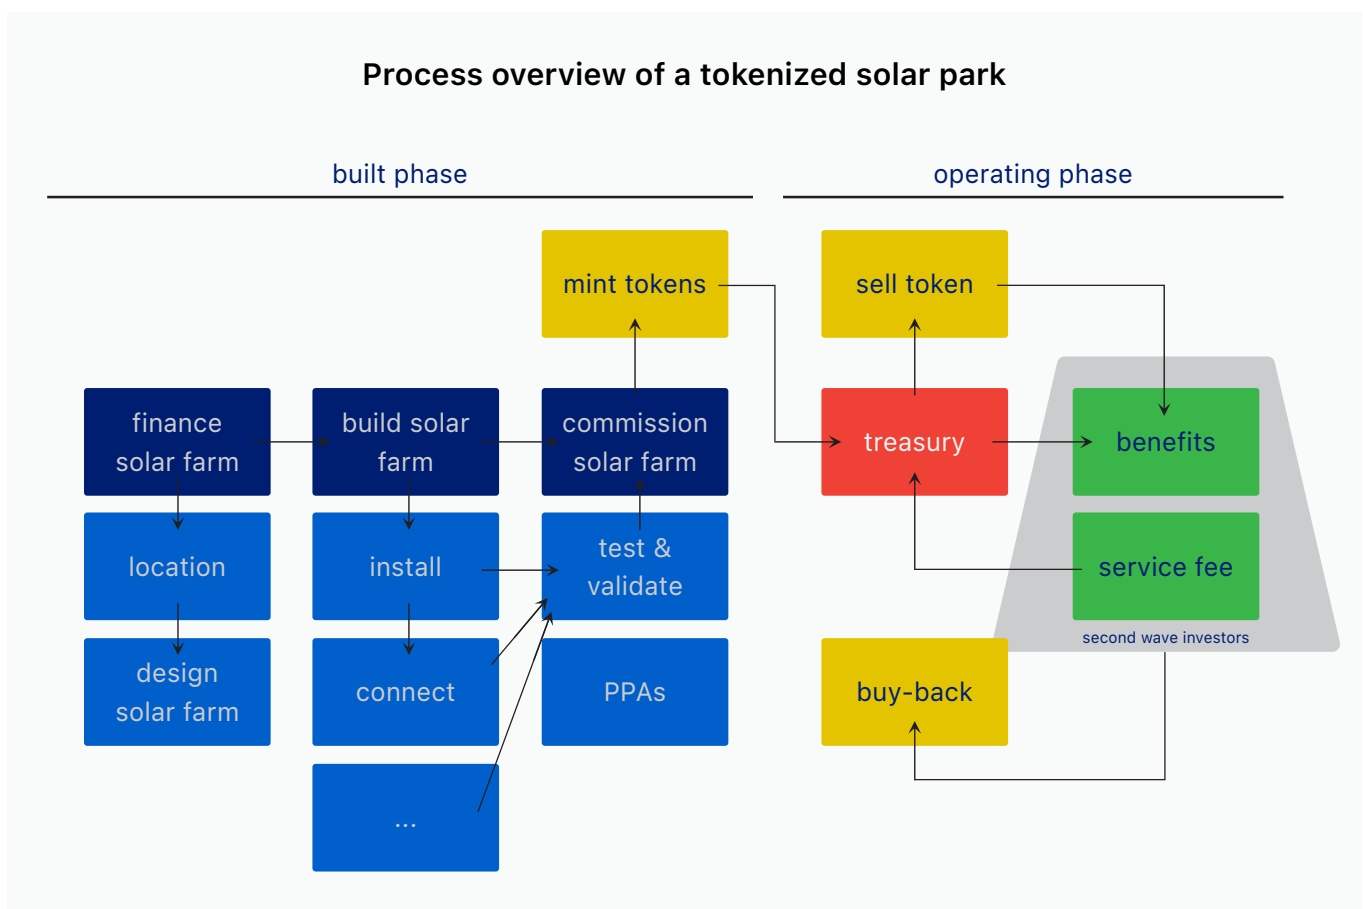 Process overview of a tokenized solar park
built phase
operating phase
mint tokens
sell token
finance
solar farm
build solar
farm
commission
solar farm
treasury
benefits
location
install
test &
validate
service fee
second wave investors
design
solar farm
connect
PPAs
buy-back
...